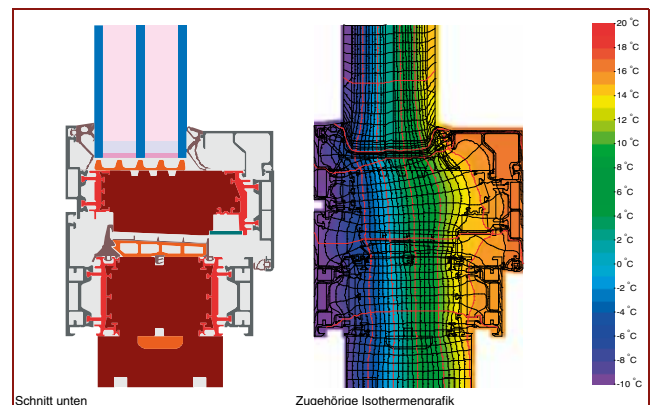 20 °C
18 °C
16 °C
14 °C
12 °C
10 °C
8 °C
6 °C
4 °C
2 °C
0 °C
-2 °C
-4 °C
-6 °C
-8 °C
-10 °C
Schnitt unten
Zugehörige Isothermengrafik